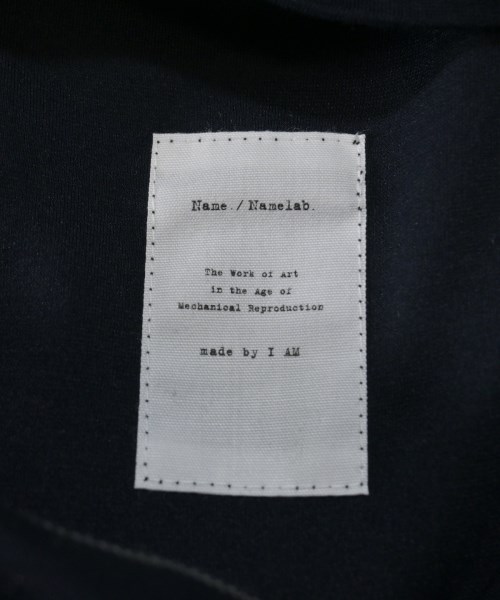 Name./Namelab.
The Work of Art
in the Age of
Mechanical Reproduction
made by I AM